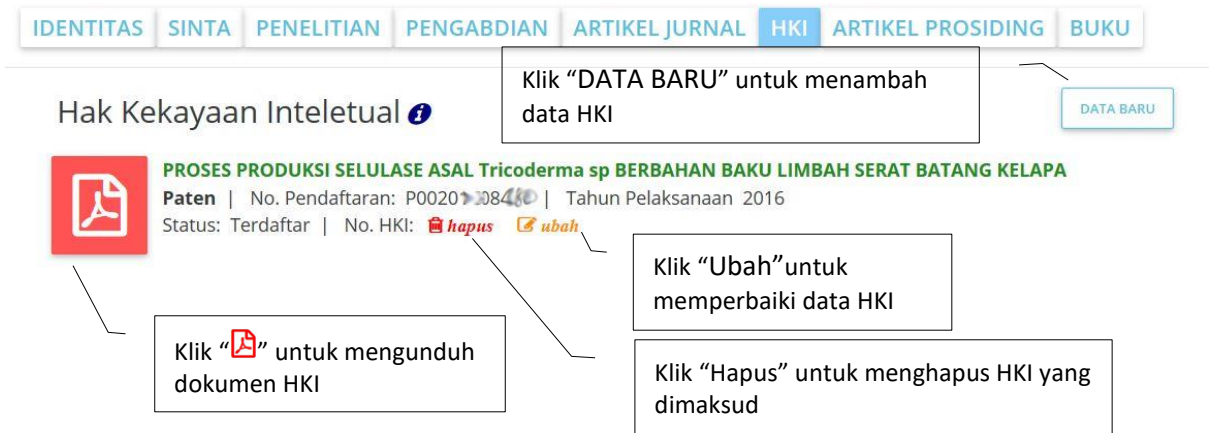 IDENTITAS SINTA PENELITIAN PENGABDIAN ARTIKEL JURNAL HKI ARTIKEL PROSIDING BUKU
Klik “DATA BARU” untuk menambah
data HKI
Hak Kekayaan Inteletual
DATA BARU
PROSES PRODUKSI SELULASE ASAL Tricoderma sp BERBAHAN BAKU LIMBAH SERAT BATANG KELAPA
Paten | No. Pendaftaran: | Tahun Pelaksanaan 2016
Status: Terdaftar | No. HKI: hapus ubah
Klik “Ubah”untuk
memperbaiki data HKI
Klik “” untuk mengunduh
dokumen HKI
Klik “Hapus” untuk menghapus HKI yang
dimaksud